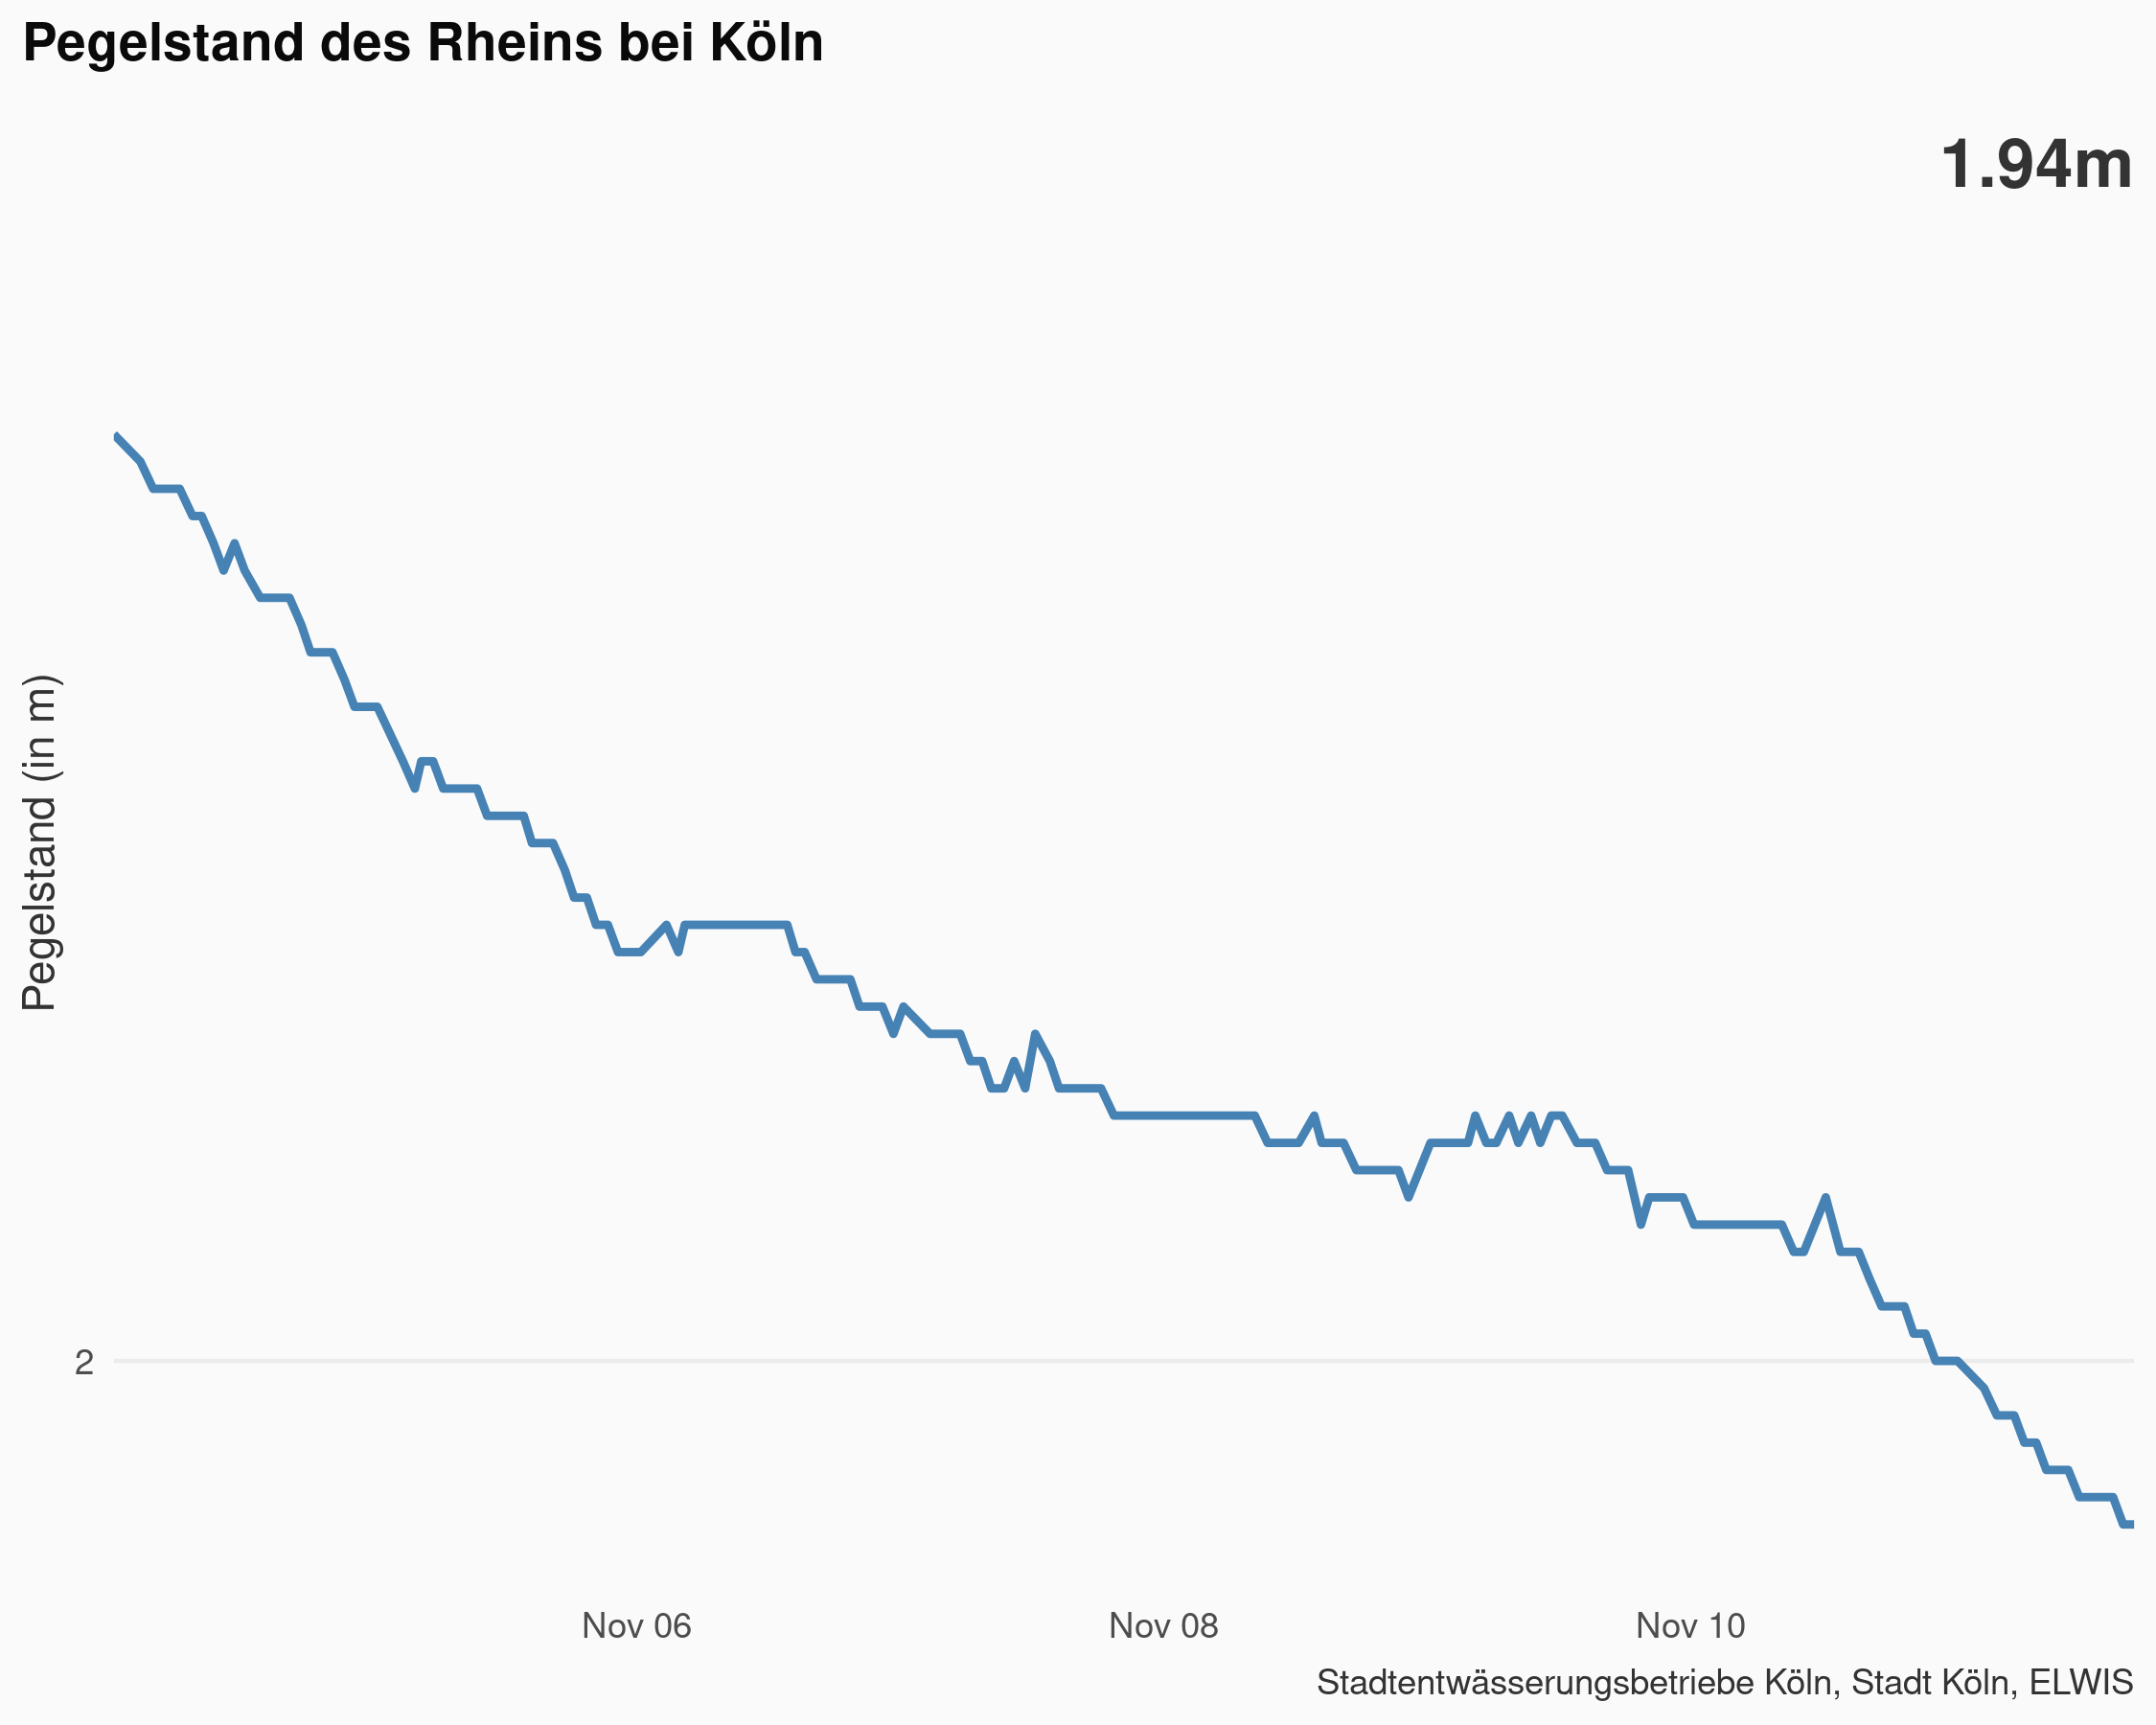 Pegelstand des Rheins bei Köln
1.94m
Pegelstand (in m)
2
Nov 06
Nov 08
Nov 10
Stadtentwässerungsbetriebe Köln, Stadt Köln, ELWIS